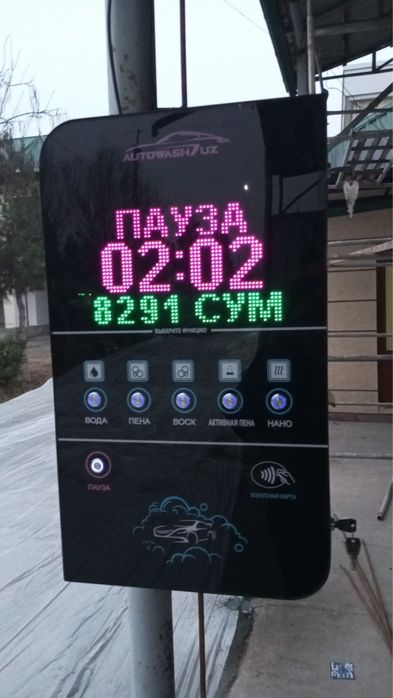 AUTOWASH UZ
ПАУЗА
02:02
8291 СУМ
ВЫБЕРИТЕ ФУНКЦИЮ
ВОДА ПЕНА ВОСК АКТИВНАЯ ПЕНА НАНО
ПАУЗА
БОНУСНАЯ КАРТА